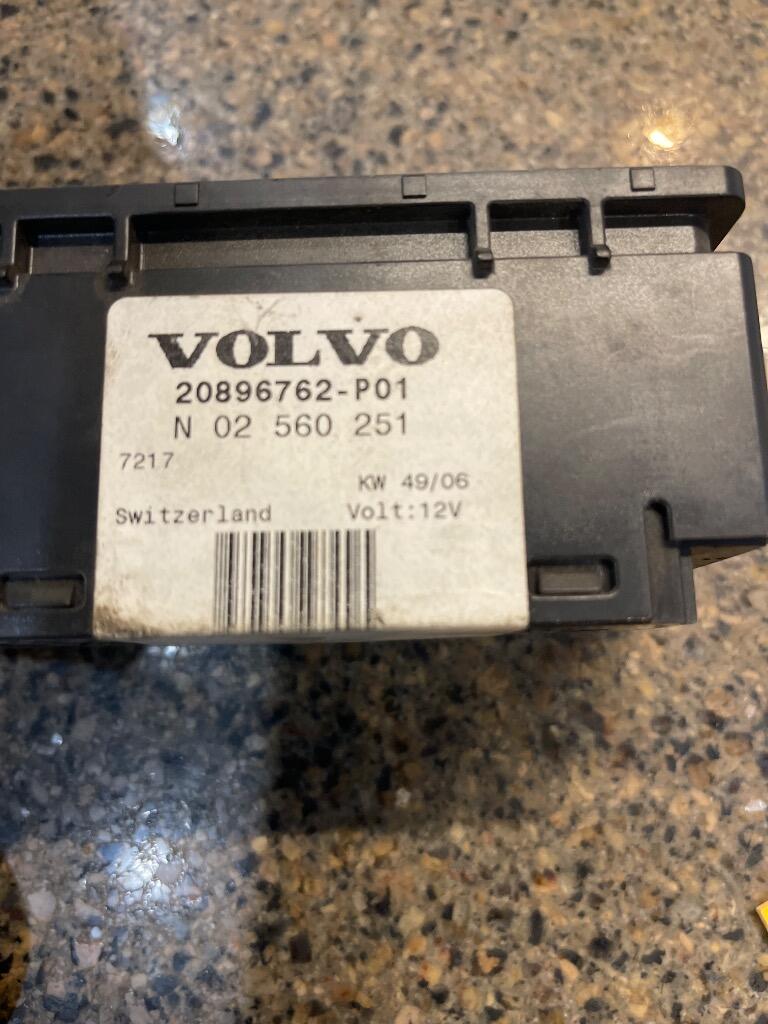 VOLVO
20896762-P01
N 02 560 251
7217
KW 49/06
Switzerland Volt:12V